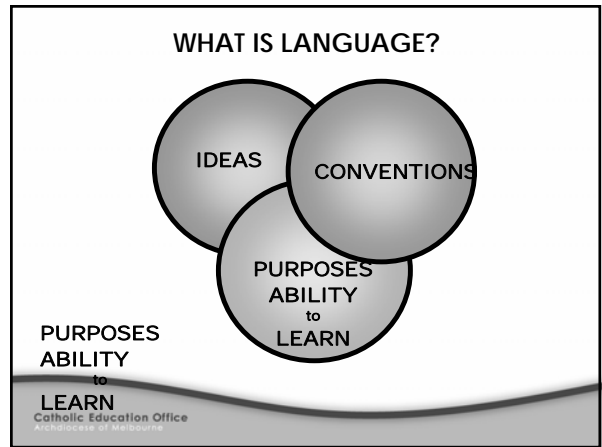 WHAT IS LANGUAGE?
IDEAS
CONVENTIONS
PURPOSES
ABILITY
to
LEARN
PURPOSES
ABILITY
to
LEARN
Catholic Education Office
Archdiocese of Melbourne